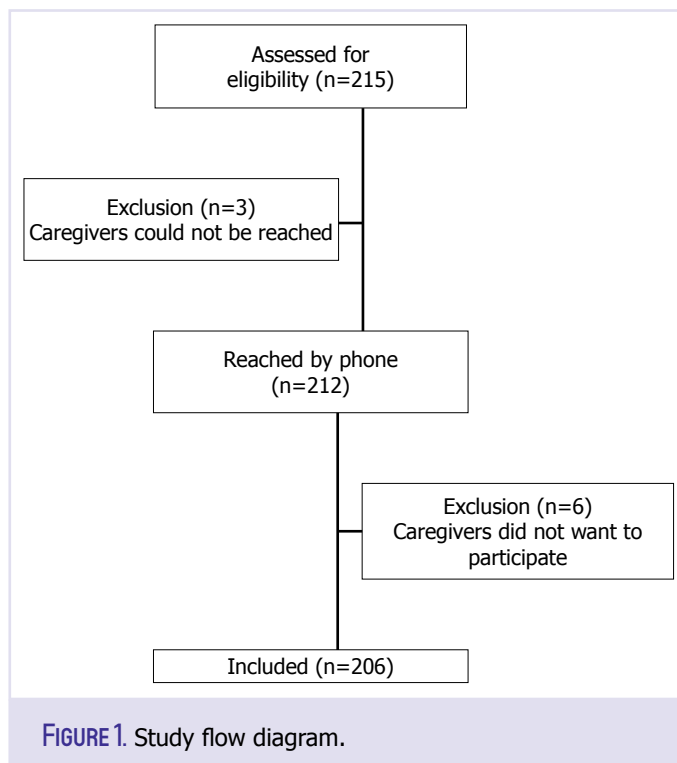 Assessed for
eligibility (n=215)
Exclusion (n=3)
Caregivers could not be reached
Reached by phone
(n=212)
Exclusion (n=6)
Caregivers did not want to
participate
Included (n=206)
FIGURE 1. Study flow diagram.